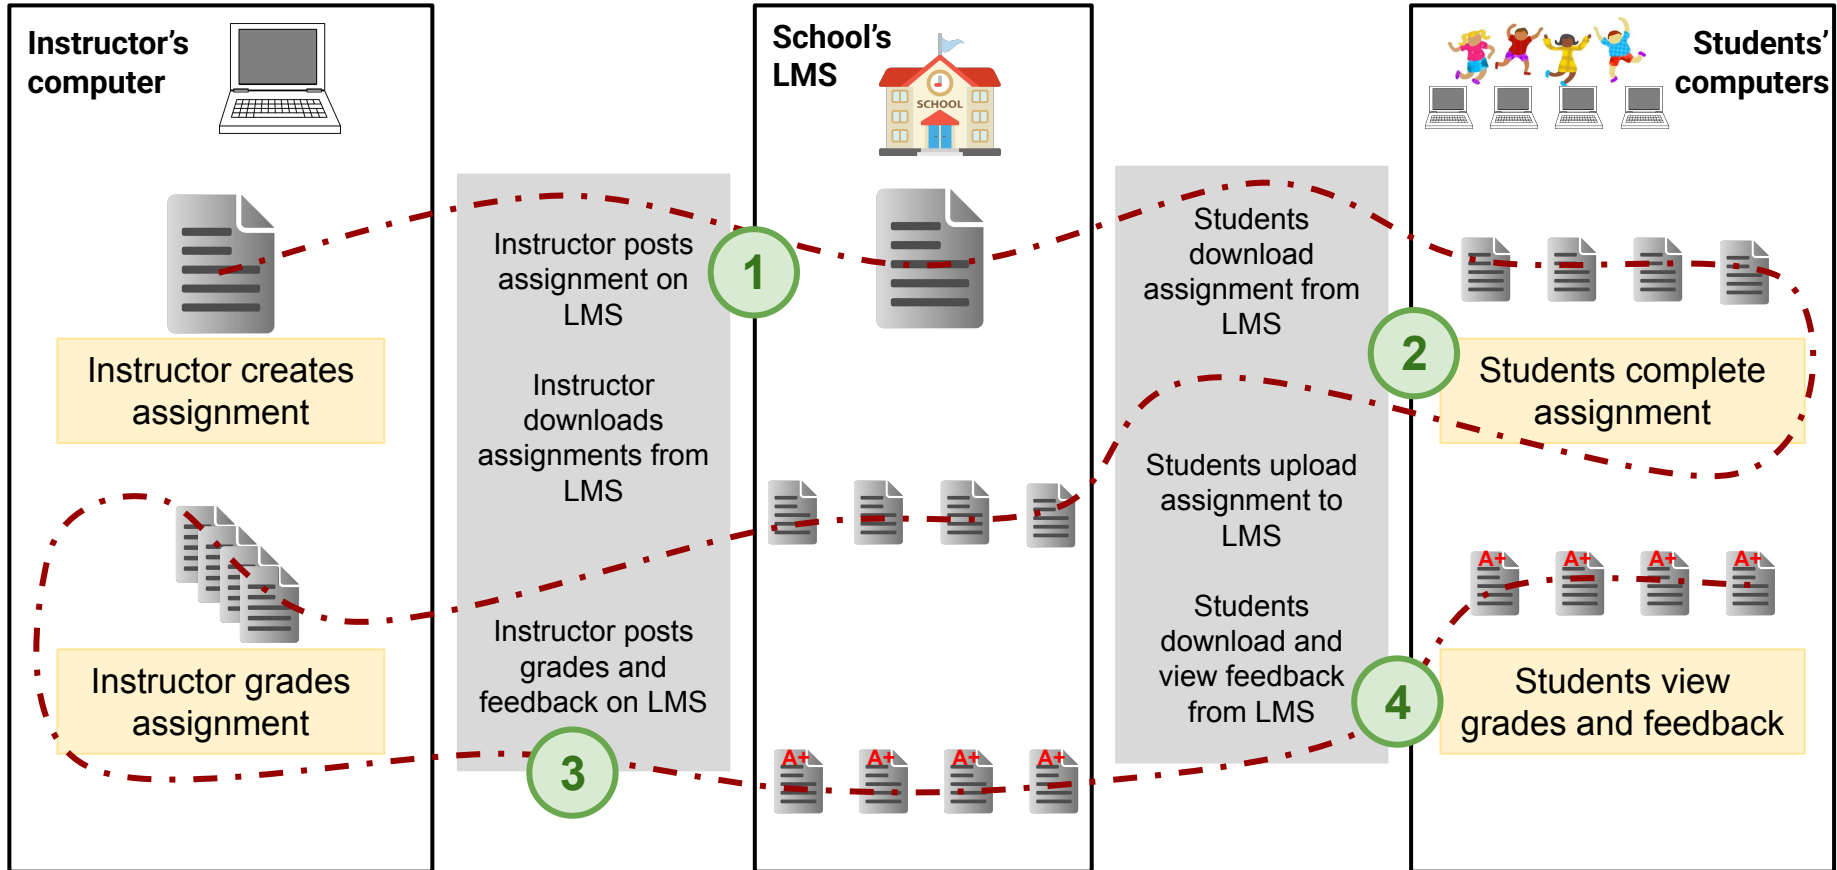 Instructor's
computer
School's
LMS
SCHOOL
Students'
computers
Instructor posts
assignment on
LMS
1
Students
download
assignment from
LMS
2
Instructor creates
assignment
Students complete
assignment
Instructor
downloads
assignments from
LMS
Students upload
assignment to
LMS
A+
A+
A+
A+
Instructor grades
assignment
Instructor posts
grades and
feedback on LMS
3
Students
download and
view feedback
from LMS
4
Students view
grades and feedback
A+
A+
A+
A+